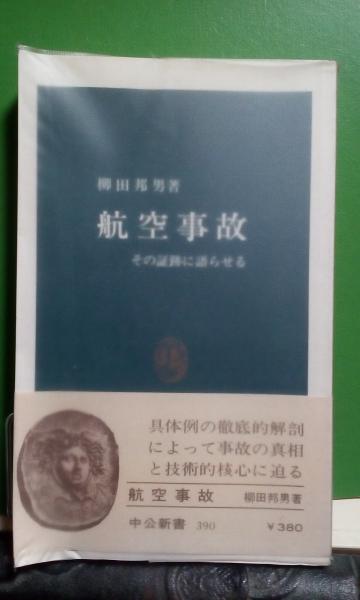 柳田邦男著
航空事故
その証跡に語らせる
具体例の徹底的解剖
によって事故の真相
と技術的核心に迫る
航空事故 柳田邦男著
中公新書 390 ¥380